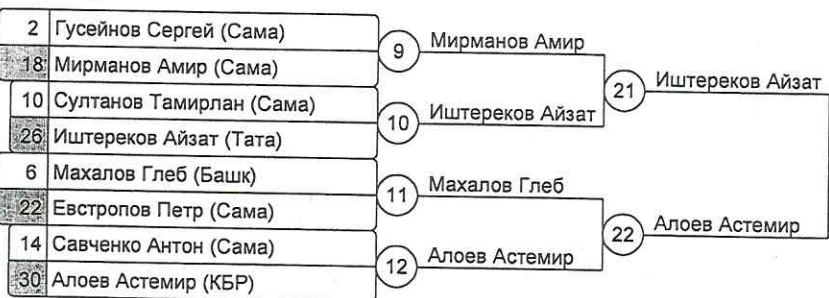 2 Гусейнов Сергей (Сама)
18 Мирманов Амир (Сама)
9 Мирманов Амир
10 Султанов Тамирлан (Сама)
26 Иштереков Айзат (Тата)
10 Иштереков Айзат
21 Иштереков Айзат
6 Махалов Глеб (Башк)
22 Евстропов Петр (Сама)
11 Махалов Глеб
14 Савченко Антон (Сама)
30 Алоев Астемир (КБР)
12 Алоев Астемир
22 Алоев Астемир